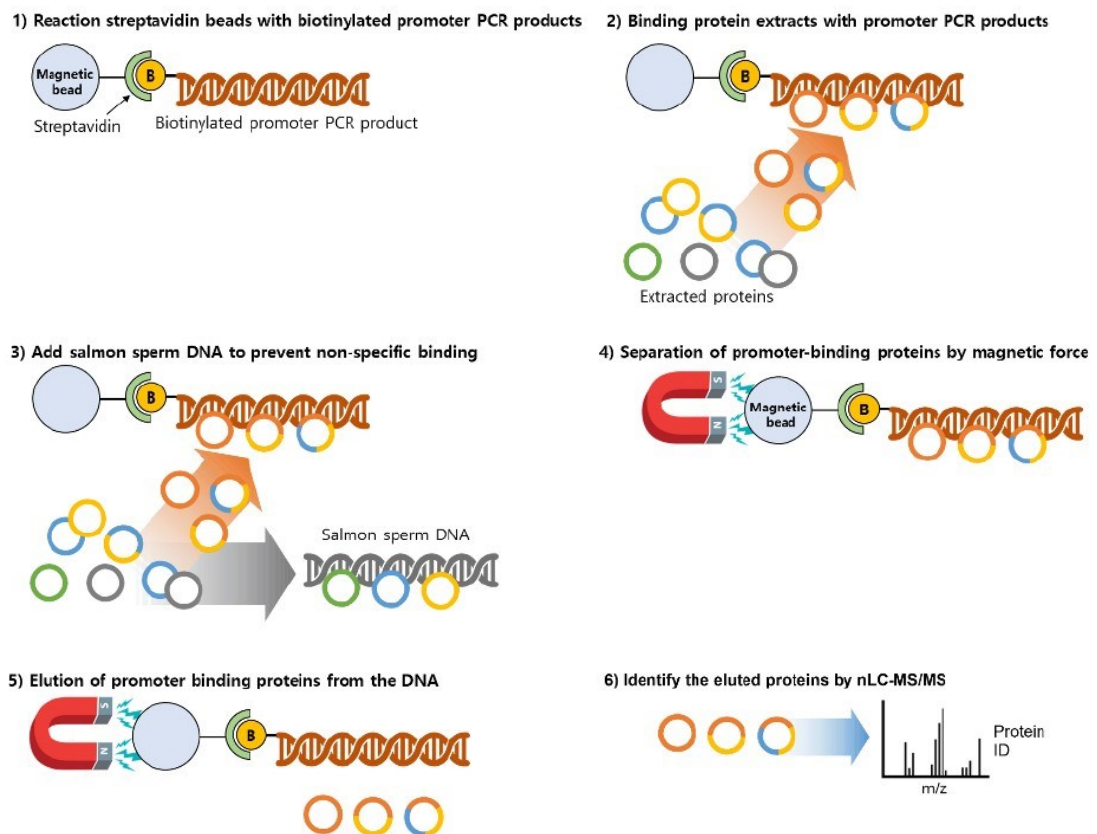 1) Reaction streptavidin beads with biotinylated promoter PCR products
Magnetic
bead
B
Streptavidin
Biotinylated promoter PCR product
2) Binding protein extracts with promoter PCR products
B
Extracted proteins
3) Add salmon sperm DNA to prevent non-specific binding
B
Salmon sperm DNA
4) Separation of promoter-binding proteins by magnetic force
S
N
Magnetic
bead
B
5) Elution of promoter binding proteins from the DNA
S
N
B
6) Identify the eluted proteins by nLC-MS/MS
Protein
ID
m/z